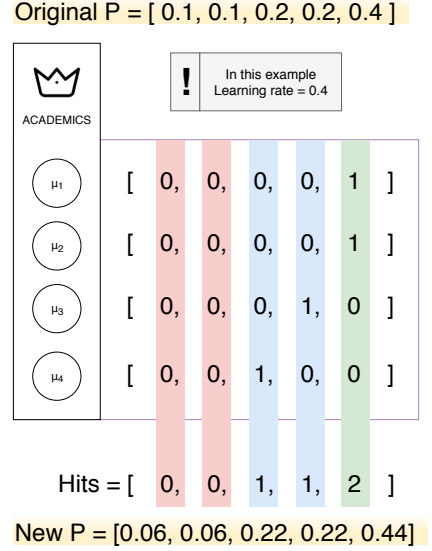 Original P = [ 0.1, 0.1, 0.2, 0.2, 0.4 ]
! In this example
Learning rate = 0.4
ACADEMICS
μ₁ [ 0, 0, 0, 0, 1 ]
μ₂ [ 0, 0, 0, 0, 1 ]
μ₃ [ 0, 0, 0, 1, 0 ]
μ₄ [ 0, 0, 1, 0, 0 ]
Hits = [ 0, 0, 1, 1, 2 ]
New P = [0.06, 0.06, 0.22, 0.22, 0.44]